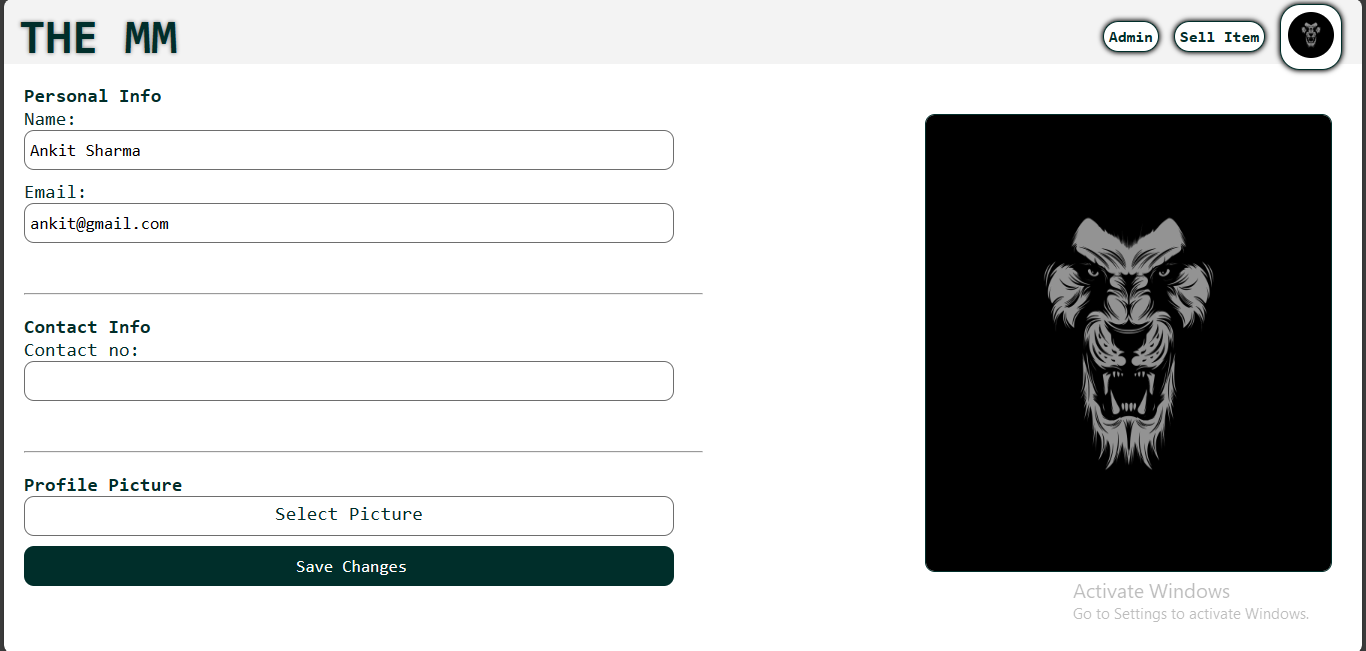 THE MM
Admin
Sell Item
Personal Info
Name:
Ankit Sharma
Email:
ankit@gmail.com
Contact Info
Contact no:
Profile Picture
Select Picture
Save Changes
Activate Windows
Go to Settings to activate Windows.